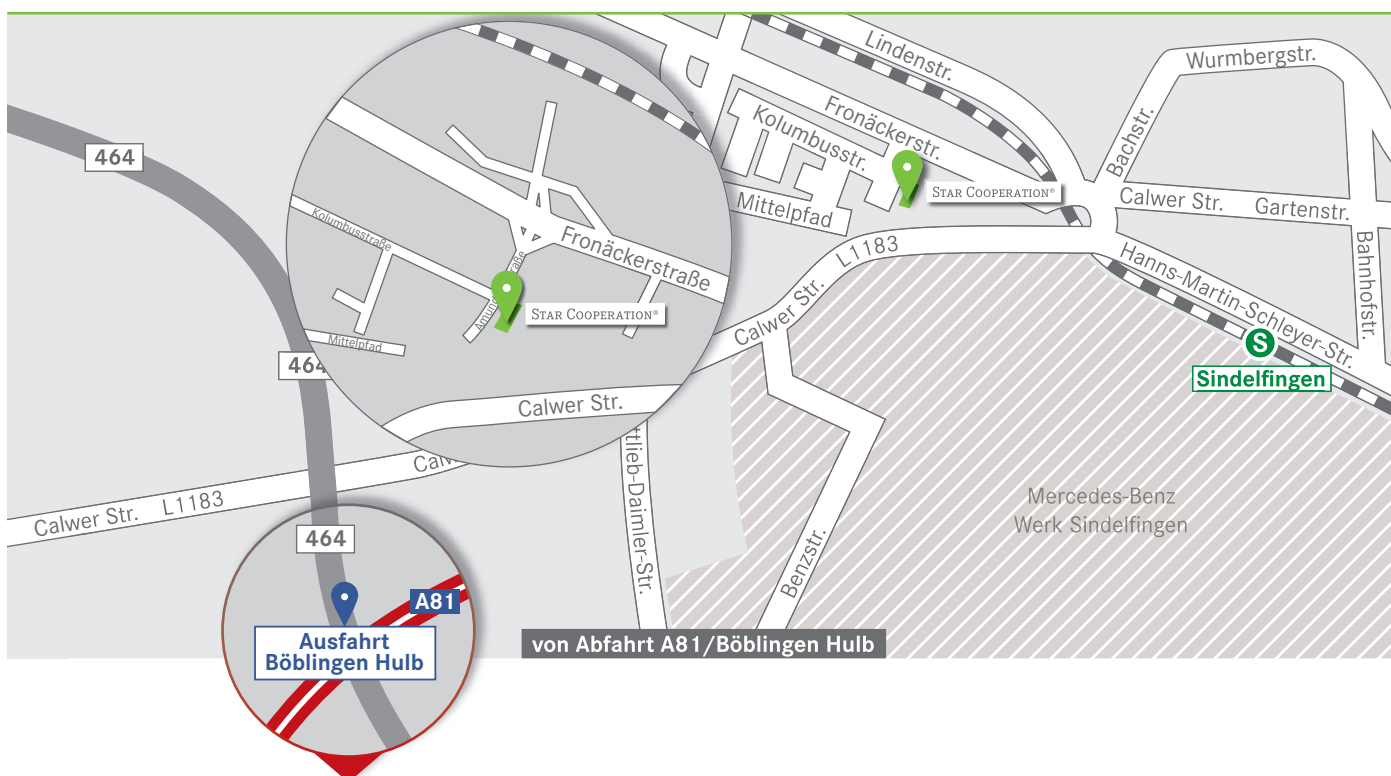 Lindenstr.
Wurmbergstr.
Fronäckerstr.
Kolumbusstr.
Bachstr.
464
STAR COOPERATION®
Mittelpfad
Calwer Str.
Gartenstr.
Kolumbusstraße
Fronäckerstraße
L1183
Hanns-Martin-Schleyer-Str.
Bahnhofstr.
STAR COOPERATION®
Calwer Str.
Mittelpfad
S
Sindelfingen
464
Calwer Str.
Calwer Str. L1183
Mercedes-Benz
Werk Sindelfingen
464
Benzstr.
A81
Ausfahrt
Böblingen Hulb
von Abfahrt A81/Böblingen Hulb